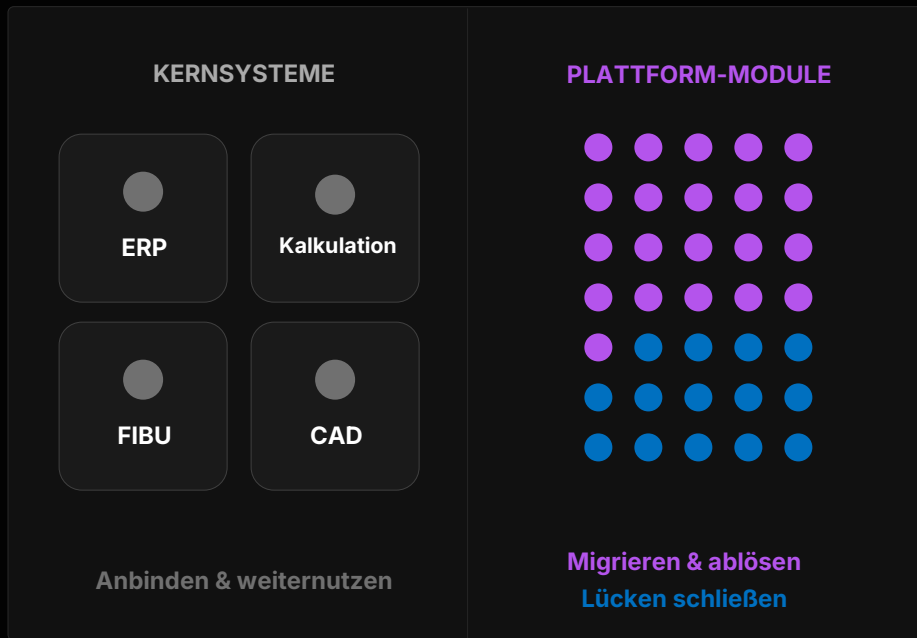 KERNSYSTEME
ERP
Kalkulation
FIBU
CAD
Anbinden & weiternutzen
PLATTFORM-MODULE
Migrieren & ablösen
Lücken schließen